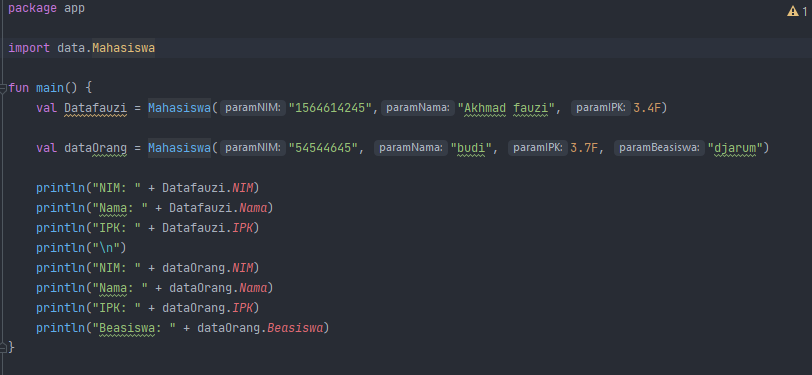 package app
1
import data.Mahasiswa
fun main() {
val Datafauzi = Mahasiswa( paramNIM: "1564614245", paramNama: "Akhmad fauzi", paramIPK: 3.4F)
val dataOrang = Mahasiswa( paramNIM: "54544645", paramNama: "budi", paramIPK: 3.7F, paramBeasiswa: "djarum")
println("NIM: " + Datafauzi.NIM)
println("Nama: " + Datafauzi.Nama)
println("IPK: " + Datafauzi.IPK)
println("\n")
println("NIM: " + dataOrang.NIM)
println("Nama: " + dataOrang.Nama)
println("IPK: " + dataOrang.IPK)
println("Beasiswa: " + dataOrang.Beasiswa)
}